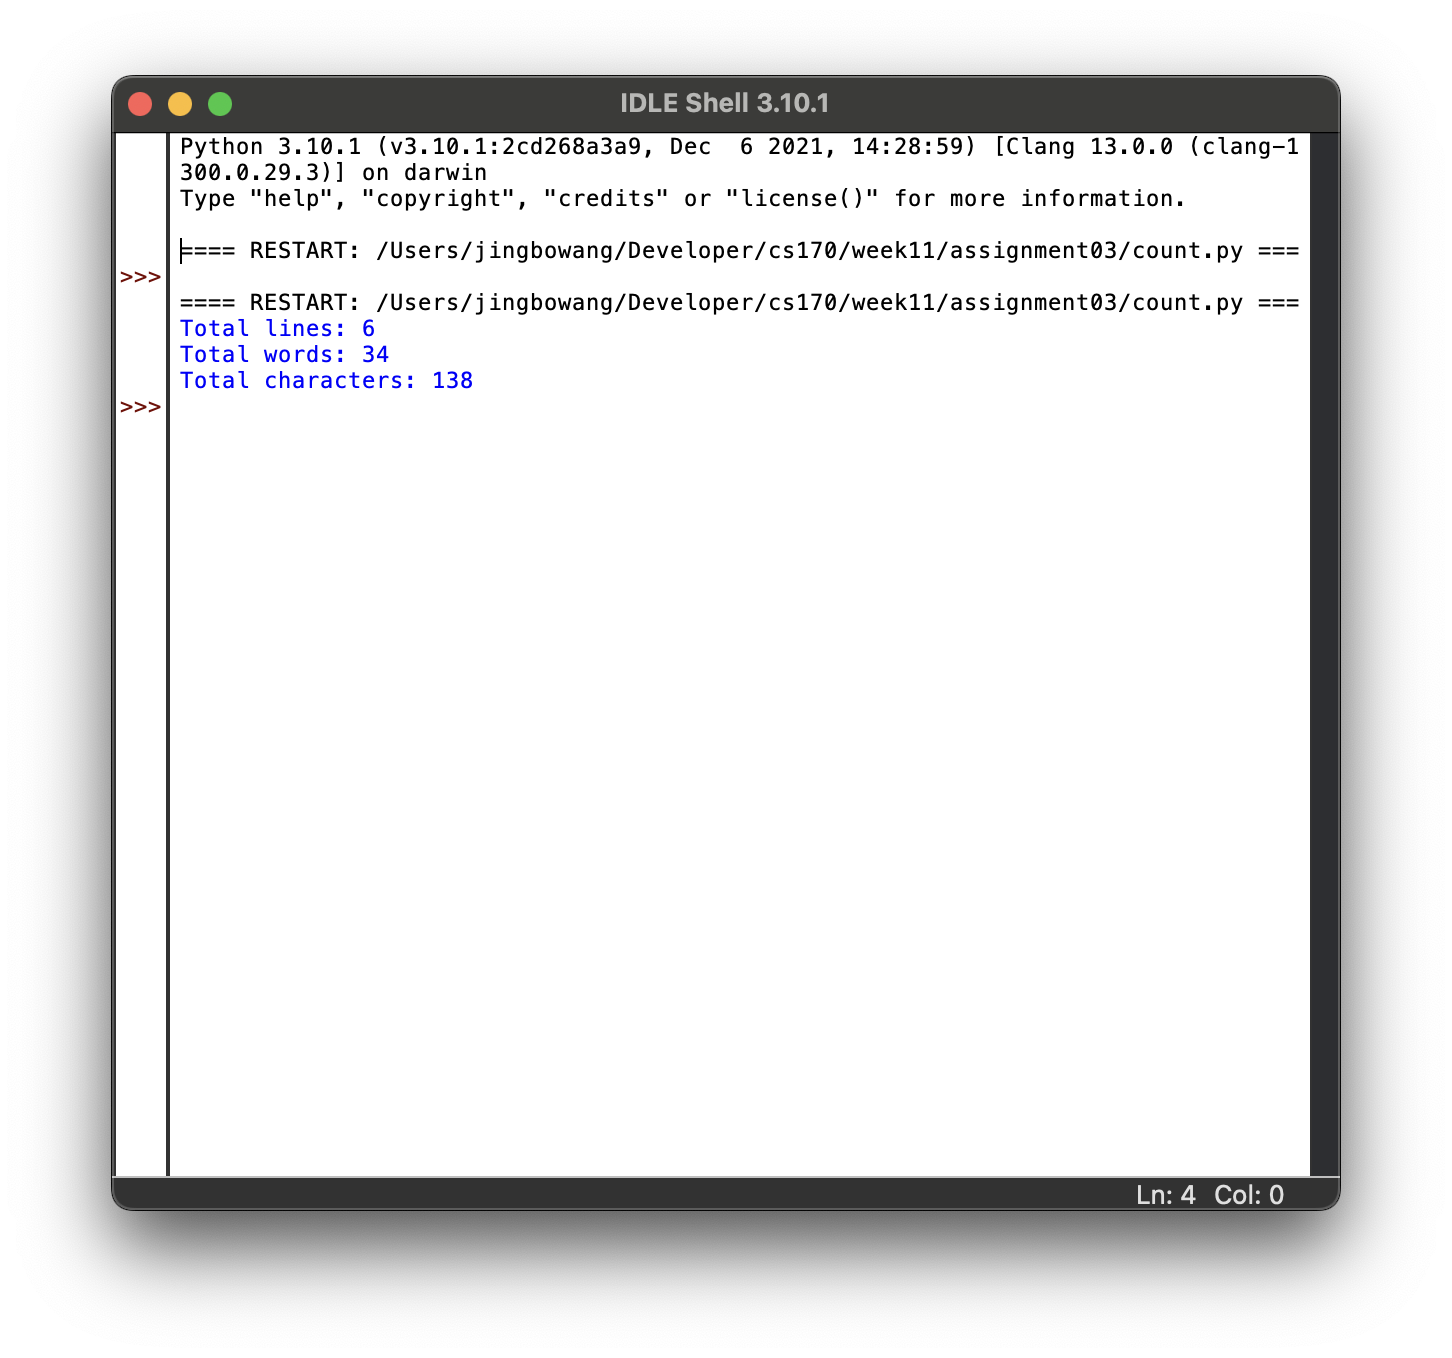 IDLE Shell 3.10.1
Python 3.10.1 (v3.10.1:2cd268a3a9, Dec  6 2021, 14:28:59) [Clang 13.0.0 (clang-1
300.0.29.3)] on darwin
Type "help", "copyright", "credits" or "license()" for more information.
==== RESTART: /Users/jingbowang/Developer/cs170/week11/assignment03/count.py ===
>>>
==== RESTART: /Users/jingbowang/Developer/cs170/week11/assignment03/count.py ===
Total lines: 6
Total words: 34
Total characters: 138
>>>
Ln: 4 Col: 0